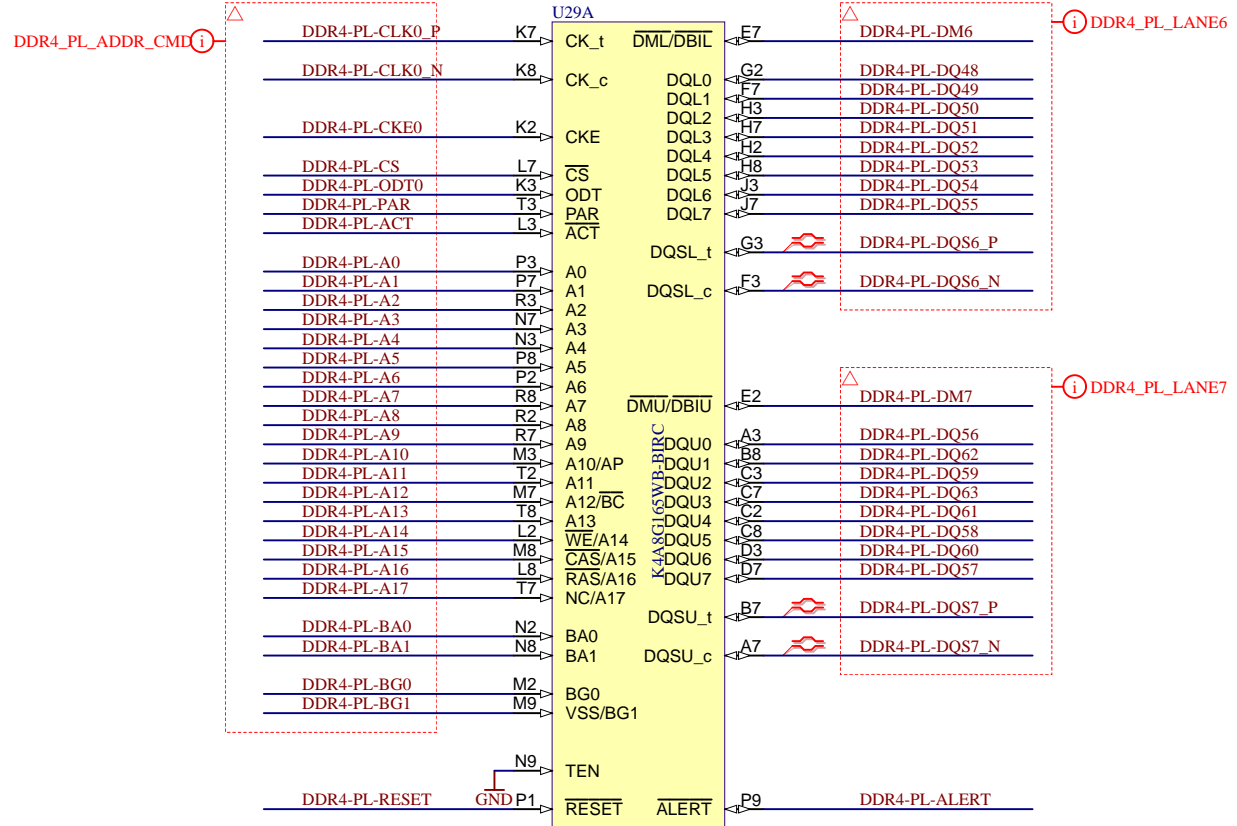 U29A
DDR4_PL_ADDR_CMD i
DDR4-PL-CLK0_P K7 CK_t
DDR4-PL-CLK0_N K8 CK_c
DDR4-PL-CKE0 K2 CKE
DDR4-PL-CS L7 CS
DDR4-PL-ODT0 K3 ODT
DDR4-PL-PAR T3 PAR
DDR4-PL-ACT L3 ACT
DDR4-PL-A0 P3 A0
DDR4-PL-A1 P7 A1
DDR4-PL-A2 R3 A2
DDR4-PL-A3 N7 A3
DDR4-PL-A4 N3 A4
DDR4-PL-A5 P8 A5
DDR4-PL-A6 P2 A6
DDR4-PL-A7 R8 A7
DDR4-PL-A8 R2 A8
DDR4-PL-A9 R7 A9
DDR4-PL-A10 M3 A10/AP
DDR4-PL-A11 T2 A11
DDR4-PL-A12 M7 A12/BC
DDR4-PL-A13 T8 A13
DDR4-PL-A14 L2 WE/A14
DDR4-PL-A15 M8 CAS/A15
DDR4-PL-A16 L8 RAS/A16
DDR4-PL-A17 T7 NC/A17
DDR4-PL-BA0 N2 BA0
DDR4-PL-BA1 N8 BA1
DDR4-PL-BG0 M2 BG0
DDR4-PL-BG1 M9 VSS/BG1
N9 TEN
GND
DDR4-PL-RESET P1 RESET
K4A8G165WB-BIRC
i DDR4_PL_LANE6
DML/DBIL E7 DDR4-PL-DM6
DQL0 G2 DDR4-PL-DQ48
DQL1 F7 DDR4-PL-DQ49
DQL2 H3 DDR4-PL-DQ50
DQL3 H7 DDR4-PL-DQ51
DQL4 H2 DDR4-PL-DQ52
DQL5 H8 DDR4-PL-DQ53
DQL6 J3 DDR4-PL-DQ54
DQL7 J7 DDR4-PL-DQ55
DQSL_t G3 DDR4-PL-DQS6_P
DQSL_c F3 DDR4-PL-DQS6_N
i DDR4_PL_LANE7
DMU/DBIU E2 DDR4-PL-DM7
DQU0 A3 DDR4-PL-DQ56
DQU1 B8 DDR4-PL-DQ62
DQU2 C3 DDR4-PL-DQ59
DQU3 C7 DDR4-PL-DQ63
DQU4 C2 DDR4-PL-DQ61
DQU5 C8 DDR4-PL-DQ58
DQU6 D3 DDR4-PL-DQ60
DQU7 D7 DDR4-PL-DQ57
DQSU_t B7 DDR4-PL-DQS7_P
DQSU_c A7 DDR4-PL-DQS7_N
ALERT P9 DDR4-PL-ALERT